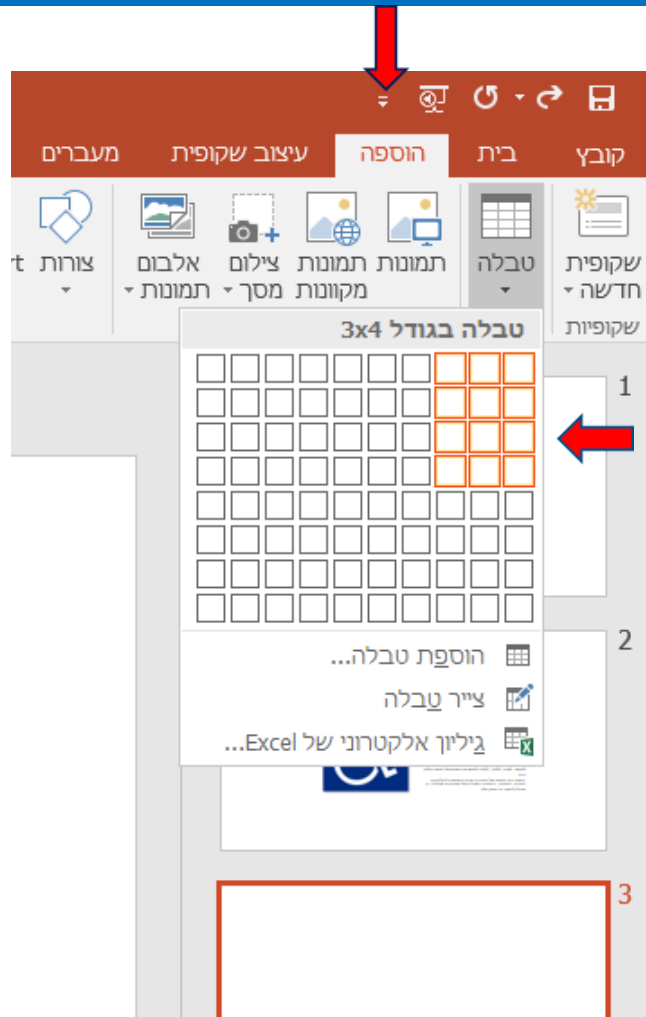 קובץ בית הוספה עיצוב שקופית מעברים
שקופית חדשה
טבלה
תמונות
תמונות מקוונות
צילום מסך
אלבום תמונות
צורות
שקופיות
טבלה בגודל 3x4
הוספת טבלה...
צייר טבלה
גיליון אלקטרוני של Excel...
1
2
3